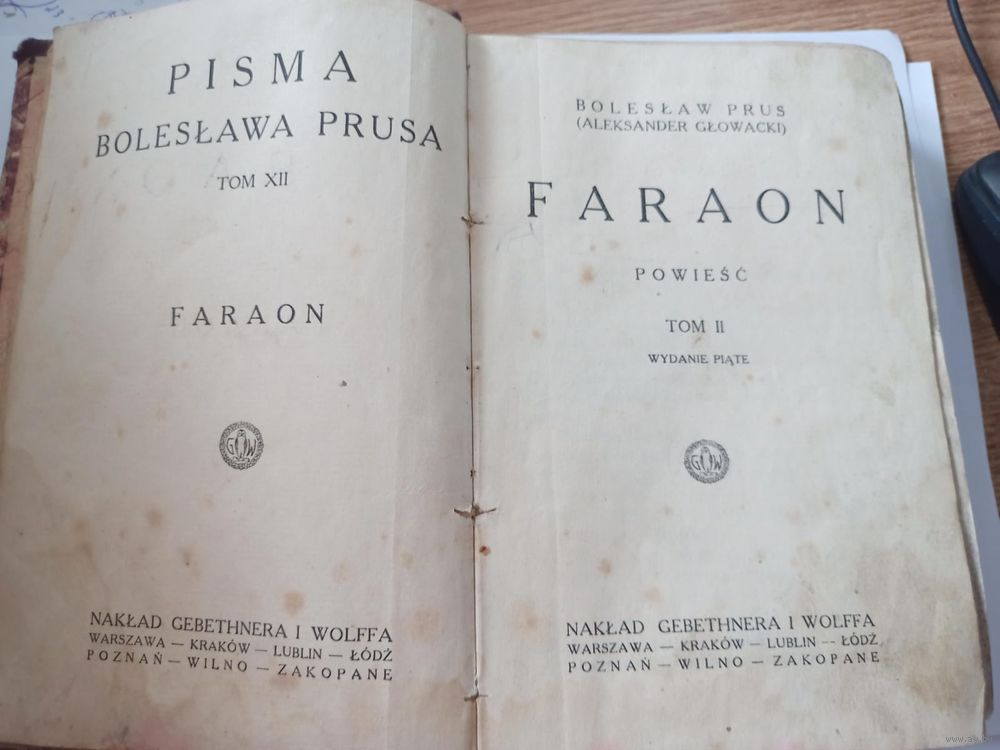 PISMA
BOLESŁAWA PRUSA
TOM XII
FARAON
G W
NAKŁAD GEBETHNERA I WOLFFA
WARSZAWA — KRAKÓW — LUBLIN — ŁÓDŹ
POZNAŃ — WILNO — ZAKOPANE
BOLESŁAW PRUS
(ALEKSANDER GŁOWACKI)
FARAON
POWIEŚĆ
TOM II
WYDANIE PIĄTE
G W
NAKŁAD GEBETHNERA I WOLFFA
WARSZAWA — KRAKÓW — LUBLIN -- ŁÓDŹ
POZNAŃ — WILNO — ZAKOPANE